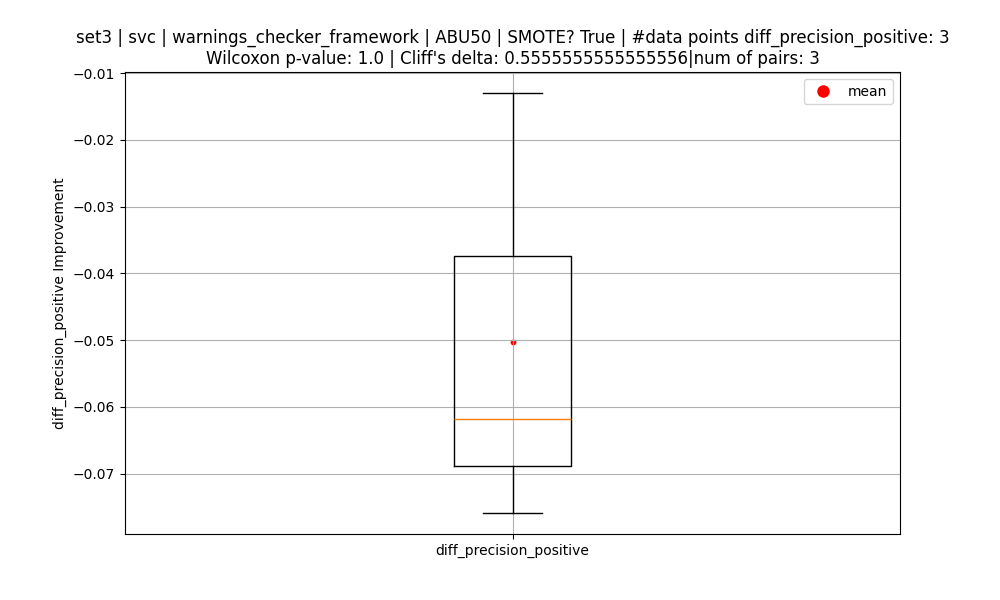 set3 | svc | warnings_checker_framework | ABU50 | SMOTE? True | #data points diff_precision_positive: 3
Wilcoxon p-value: 1.0 | Cliff's delta: 0.5555555555555556|num of pairs: 3
mean
−0.01
−0.02
−0.03
−0.04
−0.05
−0.06
−0.07
diff_precision_positive Improvement
diff_precision_positive